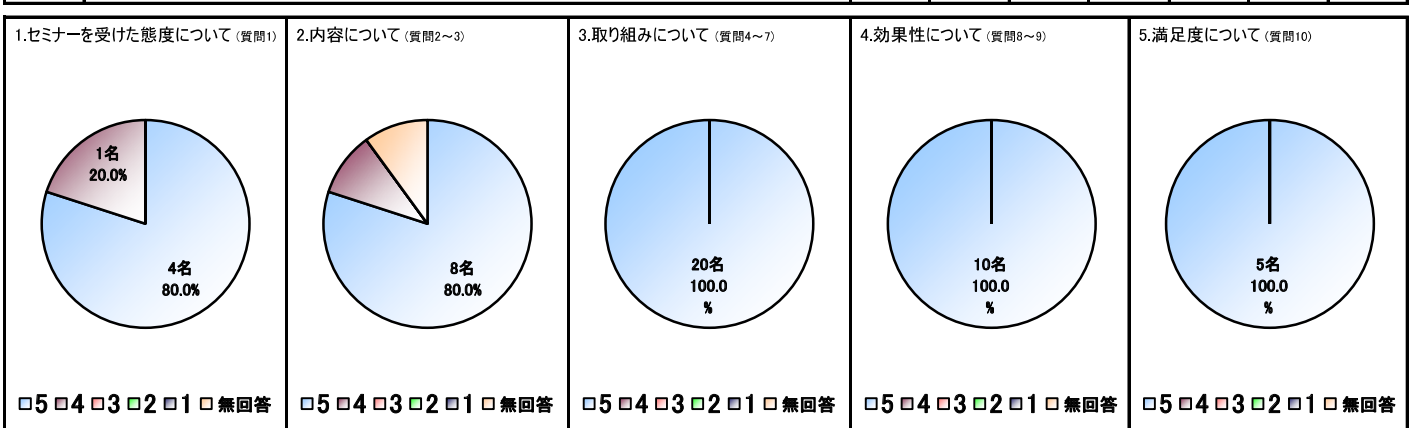 1.セミナーを受けた態度について (質問1)
1名
20.0%
4名
80.0%
5 4 3 2 1 無回答
2.内容について (質問2～3)
8名
80.0%
5 4 3 2 1 無回答
3.取り組みについて (質問4～7)
20名
100.0
%
5 4 3 2 1 無回答
4.効果性について (質問8～9)
10名
100.0
%
5 4 3 2 1 無回答
5.満足度について (質問10)
5名
100.0
%
5 4 3 2 1 無回答